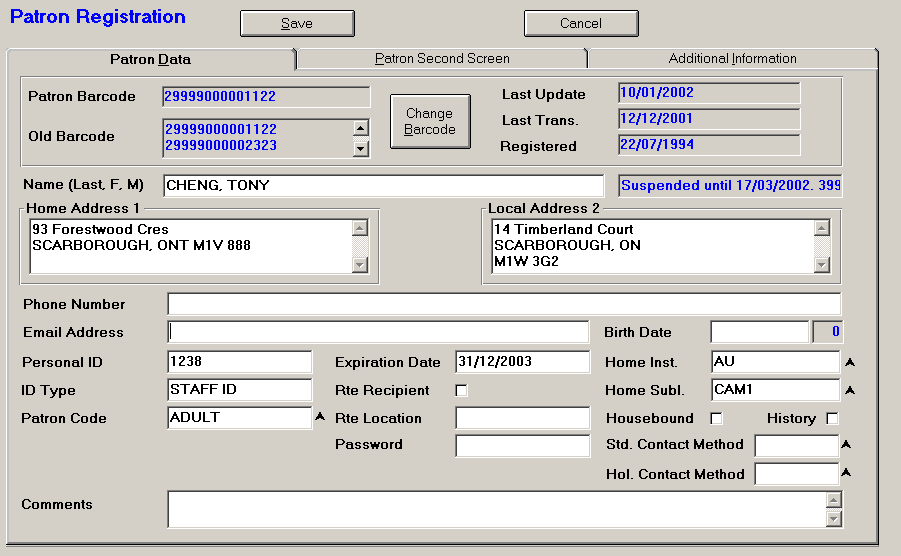 Patron Registration
Save Cancel
Patron Data Patron Second Screen Additional Information
Patron Barcode 29999000001122
Old Barcode 29999000001122
29999000002323
Change
Barcode
Last Update 10/01/2002
Last Trans. 12/12/2001
Registered 22/07/1994
Name (Last, F, M) CHENG, TONY Suspended until 17/03/2002. 399
Home Address 1
93 Forestwood Cres
SCARBOROUGH, ONT M1V 888
Local Address 2
14 Timberland Court
SCARBOROUGH, ON
M1W 3G2
Phone Number
Email Address Birth Date 0
Personal ID 1238 Expiration Date 31/12/2003 Home Inst. AU
ID Type STAFF ID Rte Recipient Home Subl. CAM1
Patron Code ADULT Rte Location Housebound History
Password Std. Contact Method
Hol. Contact Method
Comments